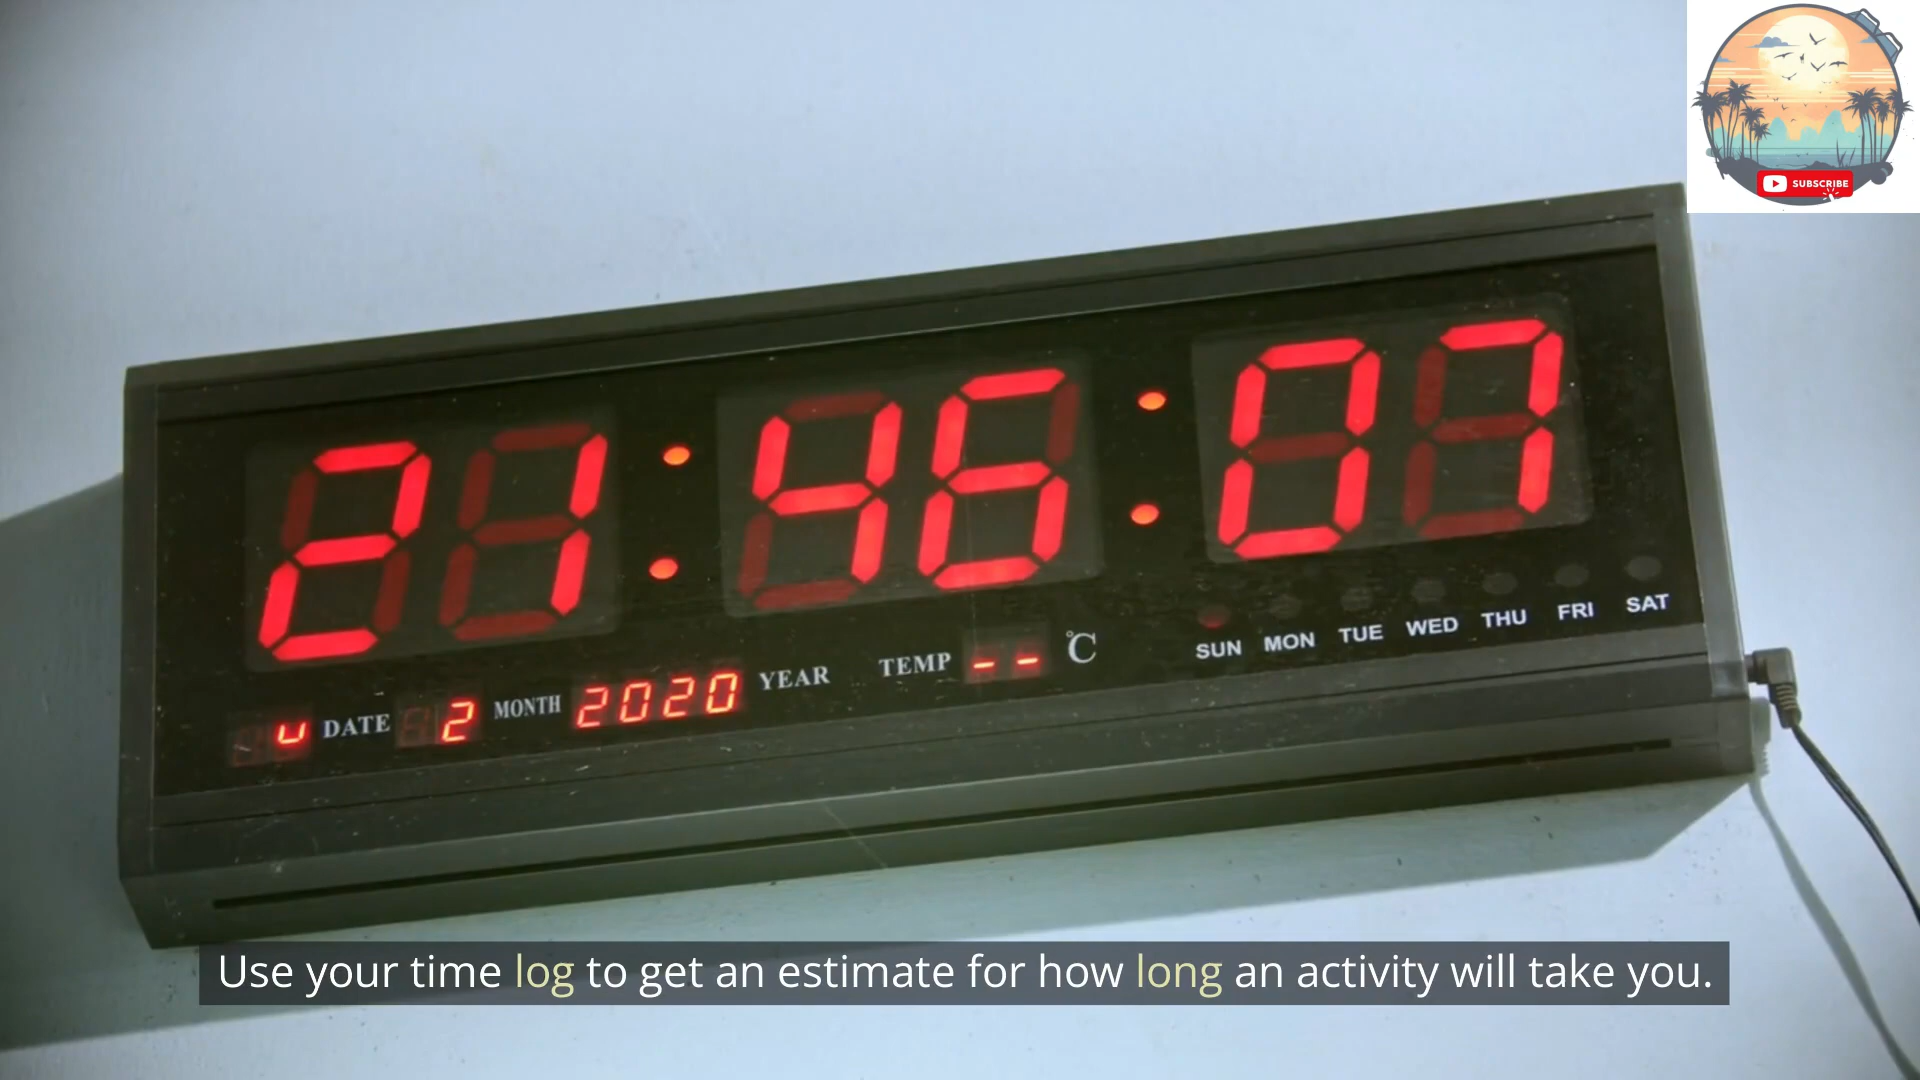 SUBSCRIBE
21:46:07
SUN MON TUE WED THU FRI SAT
DATE 2 MONTH 2020 YEAR TEMP -- °C
Use your time log to get an estimate for how long an activity will take you.